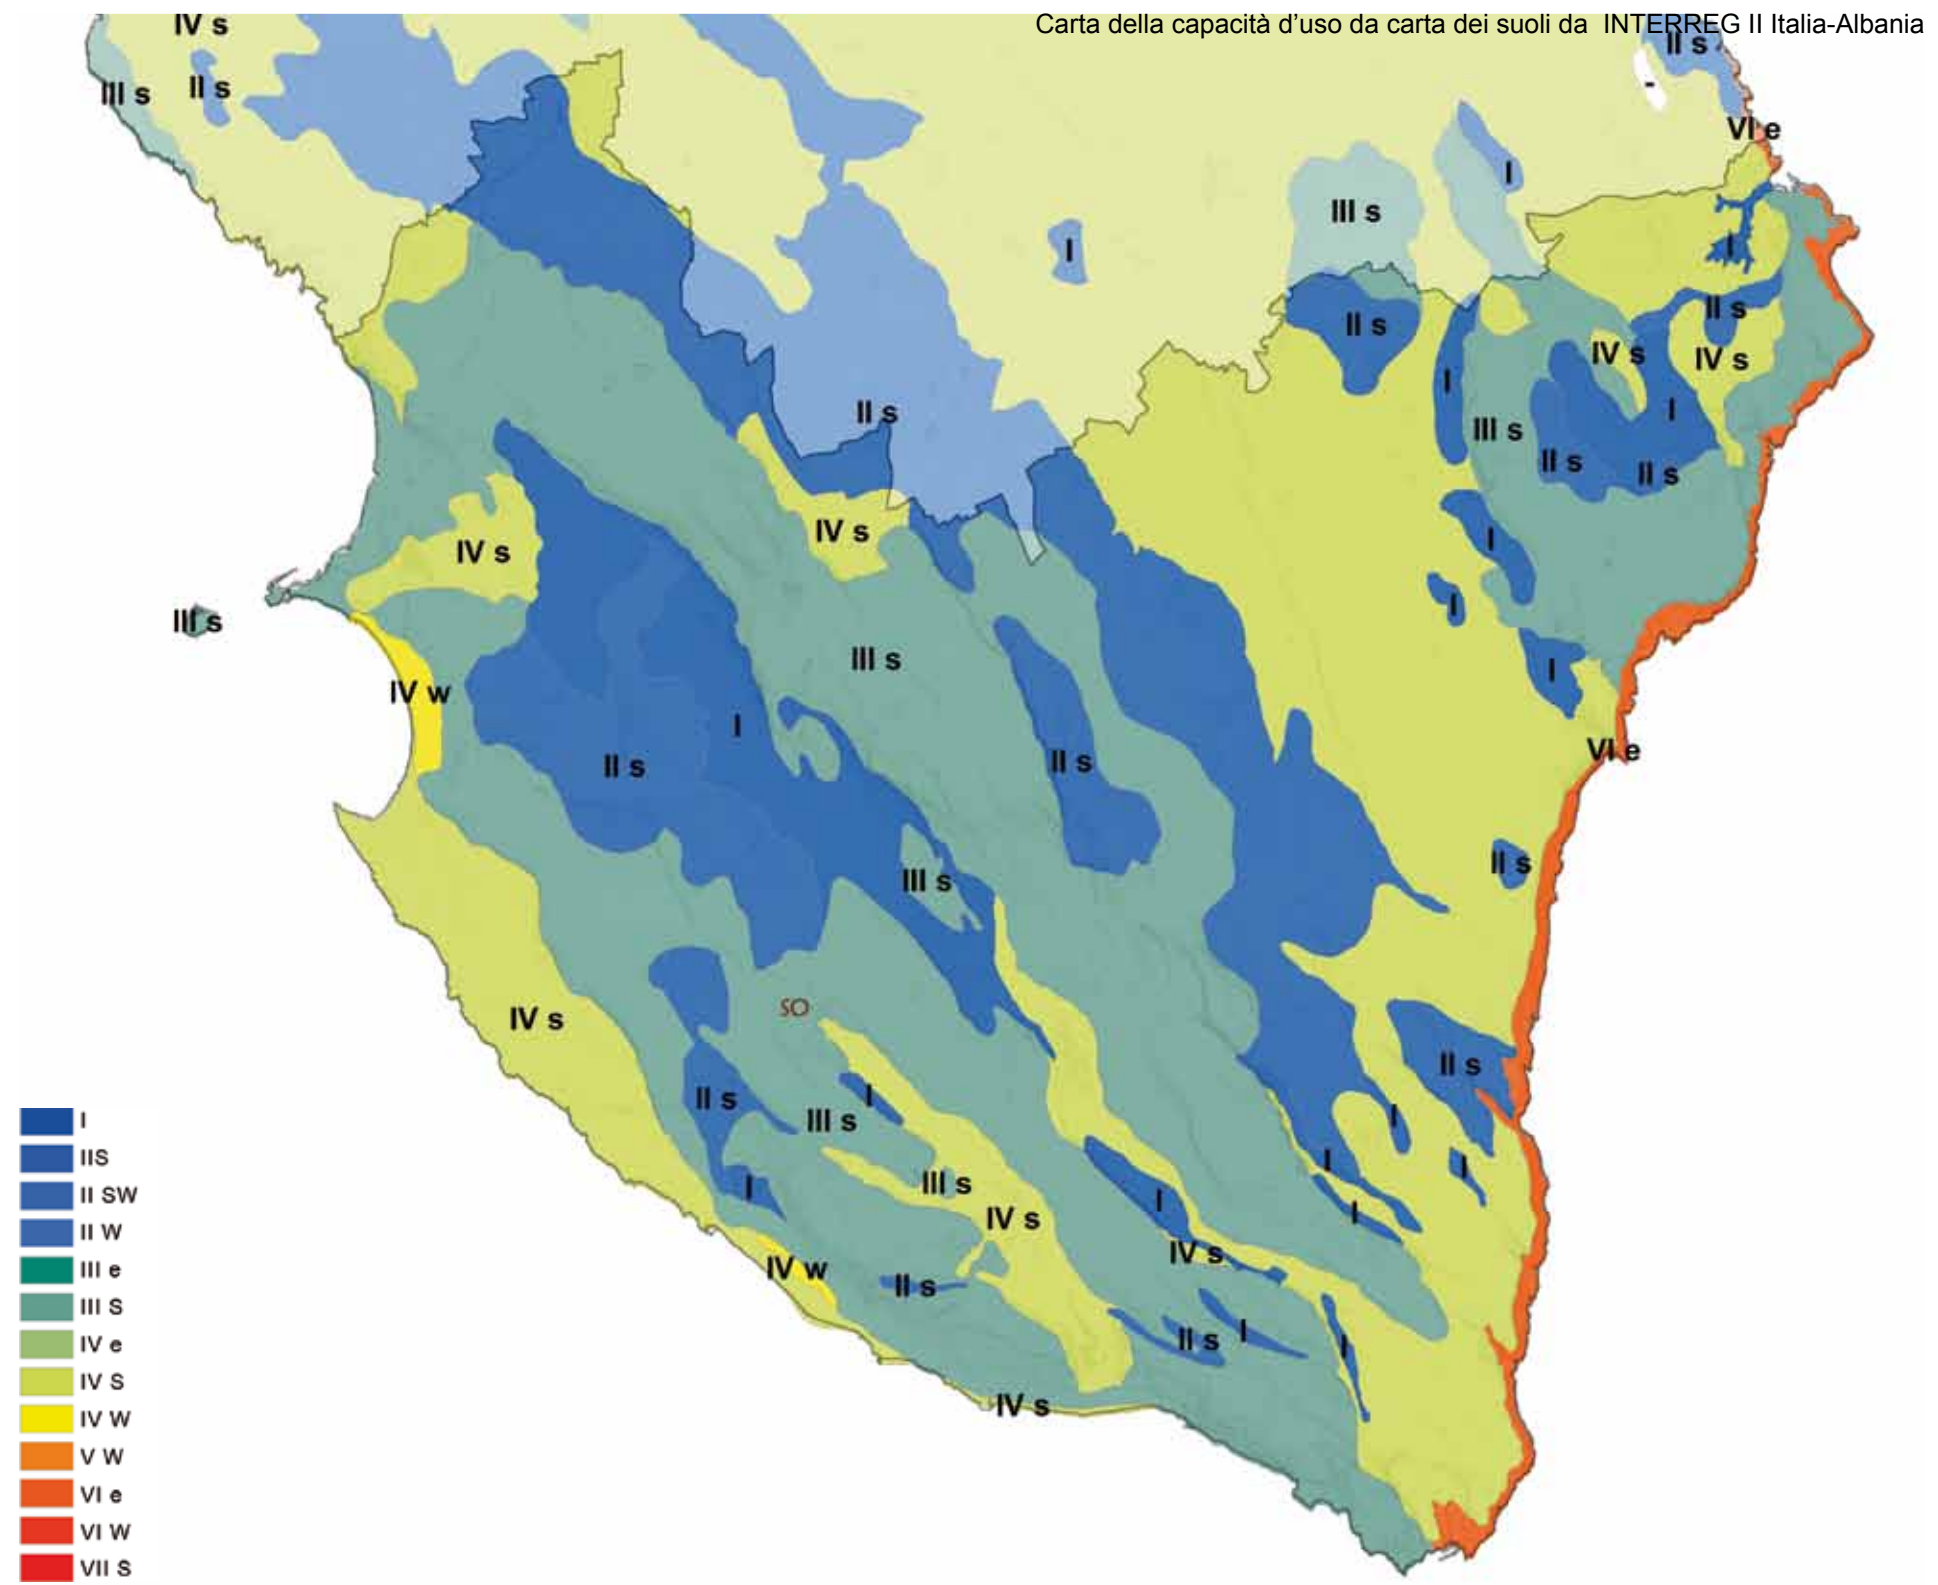 Carta della capacità d'uso da carta dei suoli da INTERREG II Italia-Albania
IV s
II s
III s
II s
-
VI e
I
III s
I
I
II s
II s
IV s
IV s
I
I
II s
III s
II s
II s
IV s
I
IV s
I
III s
III s
I
IV w
I
II s
II s
VI e
II s
III s
SO
IV s
II s
II s
I
III s
I
I
I
III s
I
I
I
IV s
IV s
IV w
II s
II s
I
I
IV s
I
IIS
II SW
II W
III e
III S
IV e
IV S
IV W
V W
VI e
VI W
VII S